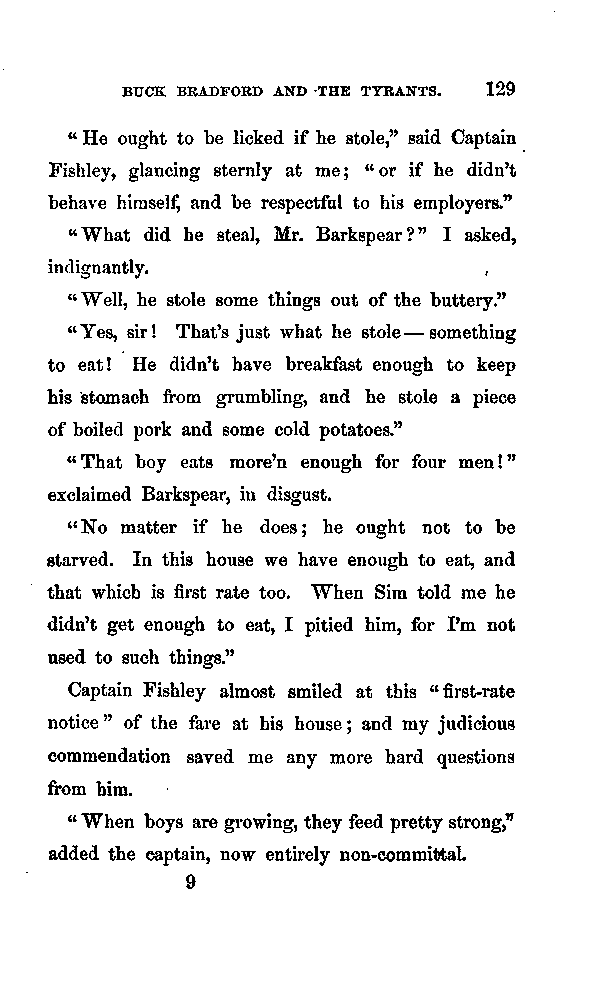 BUCK BRADFORD AND THE TYRANTS. 129
“He ought to be licked if he stole,” said Captain
Fishley, glancing sternly at me; “or if he didn’t
behave himself, and be respectful to his employers.”
“What did he steal, Mr. Barkspear?” I asked,
indignantly.
“Well, he stole some things out of the buttery.”
“Yes, sir! That’s just what he stole — something
to eat! He didn’t have breakfast enough to keep
his stomach from grumbling, and he stole a piece
of boiled pork and some cold potatoes.”
“That boy eats more’n enough for four men!”
exclaimed Barkspear, in disgust.
“No matter if he does; he ought not to be
starved. In this house we have enough to eat, and
that which is first rate too. When Sim told me he
didn’t get enough to eat, I pitied him, for I’m not
used to such things.”
Captain Fishley almost smiled at this “first-rate
notice” of the fare at his house; and my judicious
commendation saved me any more hard questions
from him.
“When boys are growing, they feed pretty strong,”
added the captain, now entirely non-committal.
9